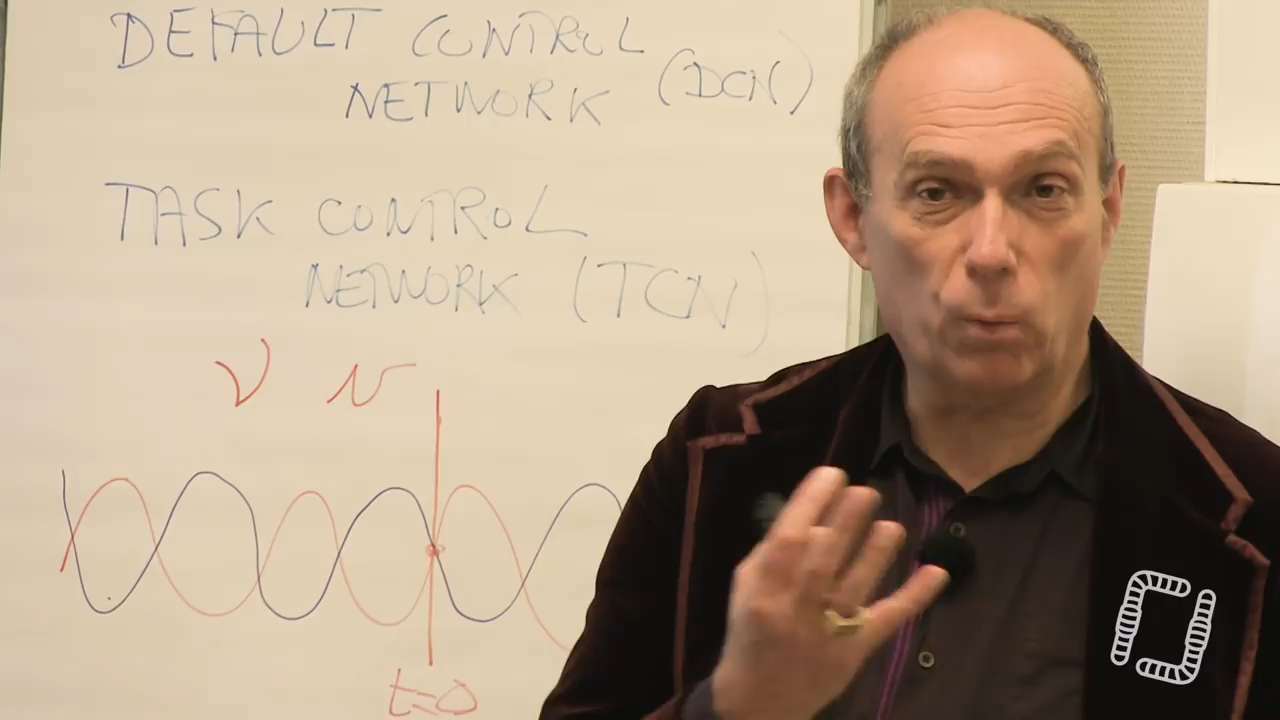 DEFAULT CONTROL
NETWORK (DCN)
TASK CONTROL
NETWORK (TCN)
t=0